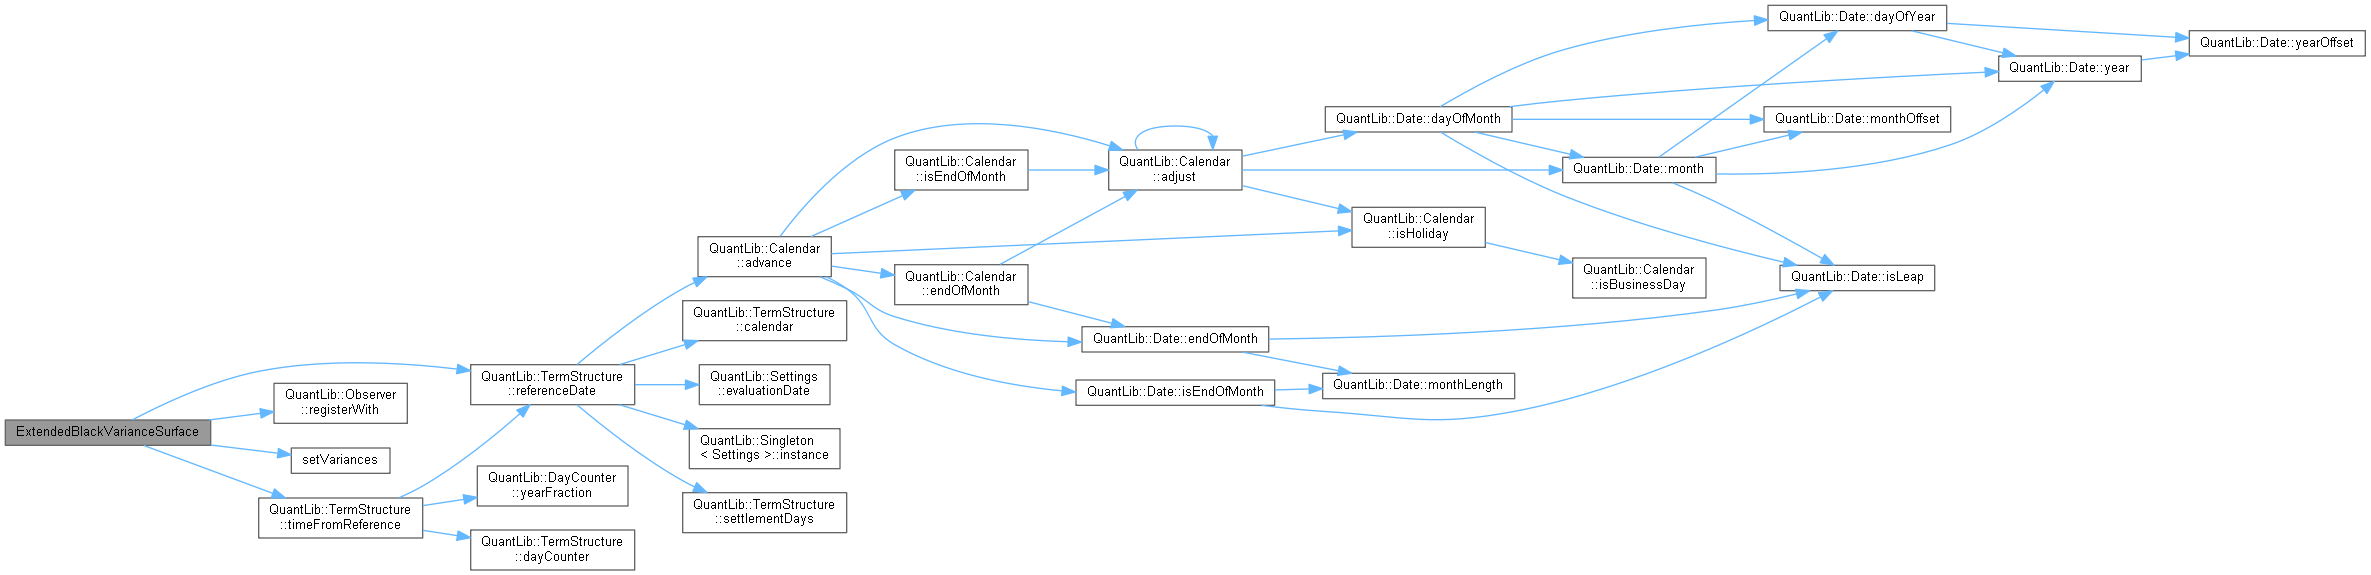 ExtendedBlackVarianceSurface
QuantLib::TermStructure
::referenceDate
QuantLib::Observer
::registerWith
setVariances
QuantLib::TermStructure
::timeFromReference
QuantLib::DayCounter
::yearFraction
QuantLib::TermStructure
::dayCounter
QuantLib::Calendar
::advance
QuantLib::TermStructure
::calendar
QuantLib::Settings
::evaluationDate
QuantLib::Singleton
< Settings >::instance
QuantLib::TermStructure
::settlementDays
QuantLib::Calendar
::isEndOfMonth
QuantLib::Calendar
::endOfMonth
QuantLib::Calendar
::adjust
QuantLib::Date::endOfMonth
QuantLib::Date::isEndOfMonth
QuantLib::Date::dayOfMonth
QuantLib::Calendar
::isHoliday
QuantLib::Date::monthLength
QuantLib::Date::month
QuantLib::Calendar
::isBusinessDay
QuantLib::Date::dayOfYear
QuantLib::Date::monthOffset
QuantLib::Date::isLeap
QuantLib::Date::year
QuantLib::Date::yearOffset